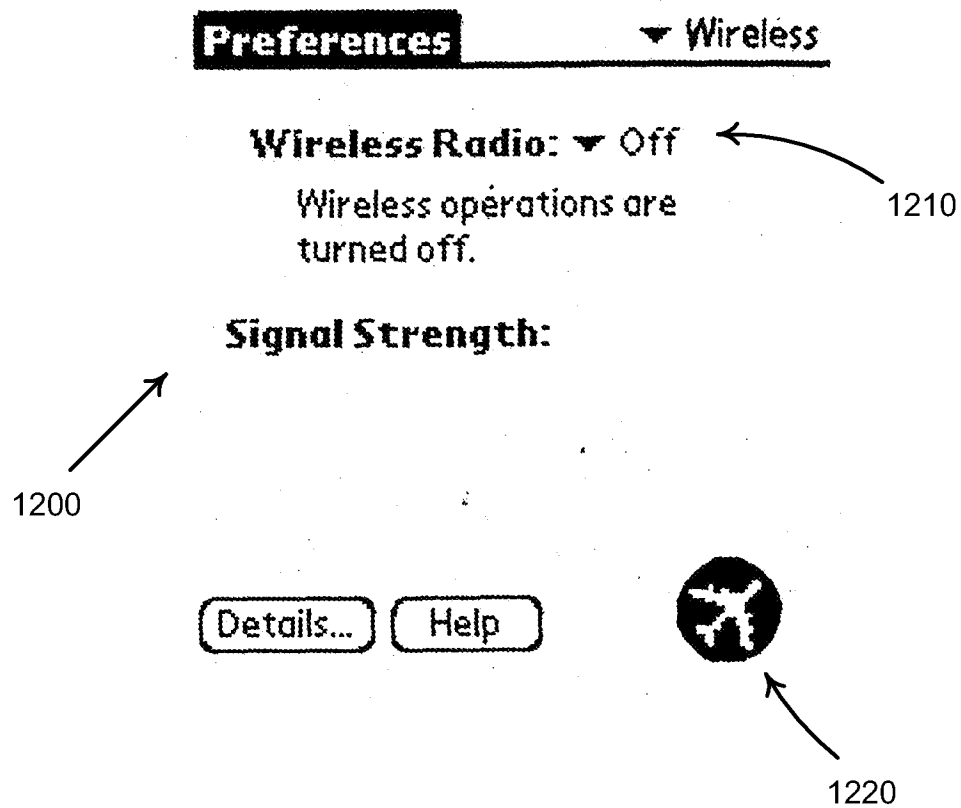 Preferences ▼ Wireless
Wireless Radio: ▼ Off
1210
Wireless operations are
turned off.
Signal Strength:
1200
Details... Help
1220